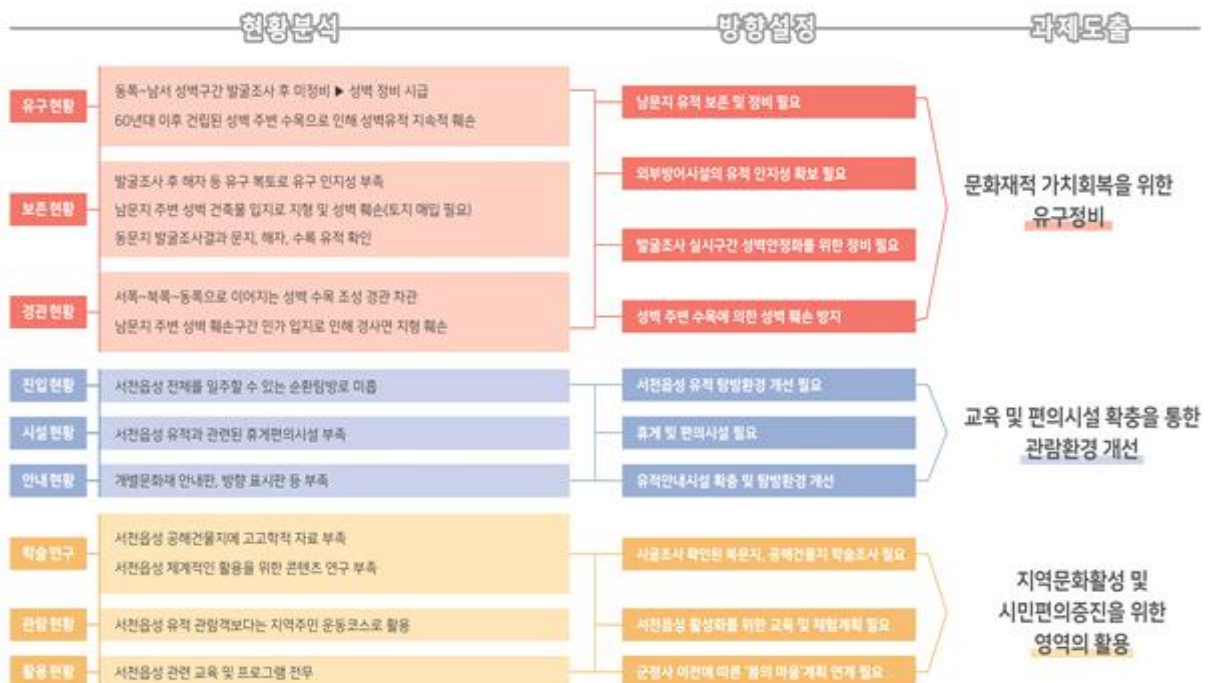 현황분석
방향설정
과제도출
유구현황
동쪽~남서 성벽구간 발굴조사 후 미정비 ▶ 성벽 정비 시급
60년대 이후 건립된 성벽 주변 수목으로 인해 성벽유적 지속적 훼손
보존현황
발굴조사 후 해자 등 유구 복토로 유구 인지성 부족
남문지 주변 성벽 건축물 입지로 지형 및 성벽 훼손(토지 매입 필요)
동문지 발굴조사결과 문지, 해자, 수록 유적 확인
경관현황
서쪽~북쪽~동쪽으로 이어지는 성벽 수목 조성 경관 차관
남문지 주변 성벽 훼손구간 인가 입지로 인해 경사면 지형 훼손
남문지 유적 보존 및 정비 필요
외부방어시설의 유적 인지성 확보 필요
발굴조사 실시구간 성벽안정화를 위한 정비 필요
성벽 주변 수목에 의한 성벽 훼손 방지
문화재적 가치회복을 위한
유구정비
진입현황
서천읍성 전체를 일주할 수 있는 순환탐방로 미흡
시설현황
서천읍성 유적과 관련된 휴게편의시설 부족
안내현황
개별문화재 안내판, 방향 표시판 등 부족
서천읍성 유적 탐방환경 개선 필요
휴게 및 편의시설 필요
유적안내시설 확충 및 탐방환경 개선
교육 및 편의시설 확충을 통한
관람환경 개선
학술연구
서천읍성 공해건물지에 고고학적 자료 부족
서천읍성 체계적인 활용을 위한 콘텐츠 연구 부족
관람현황
서천읍성 유적 관람객보다는 지역주민 운동코스로 활용
활용현황
서천읍성 관련 교육 및 프로그램 전무
시굴조사 확인된 북문지, 공해건물지 학술조사 필요
서천읍성 활성화를 위한 교육 및 체험계획 필요
군청사 이전에 따른 '봄의 마을'계획 연계 필요
지역문화활성 및
시민편의증진을 위한
영역의 활용